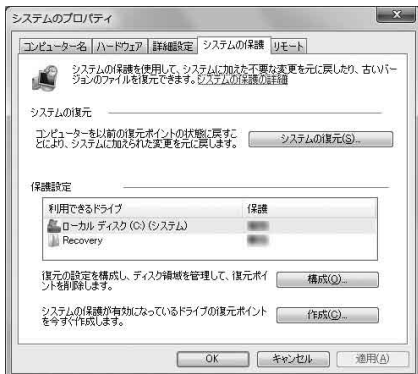 システムのプロパティ
コンピューター名 ハードウェア 詳細設定 システムの保護 リモート
システムの保護を使用して、システムに加えた不要な変更を元に戻したり、古いバー
ジョンのファイルを復元できます。システムの保護の詳細
システムの復元
コンピューターを以前の復元ポイントの状態に戻すこ
とにより、システムに加えられた変更を元に戻します。
システムの復元(S)...
保護設定
利用できるドライブ 保護
ローカル ディスク (C:) (システム)
Recovery
復元の設定を構成し、ディスク領域を管理して、復元ポイ
ントを削除します。
構成(O)...
システムの保護が有効になっているドライブの復元ポイント
を今すぐ作成します。
作成(C)...
OK キャンセル 適用(A)